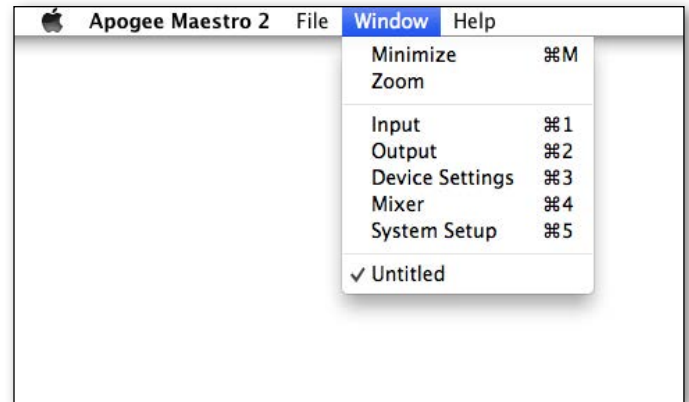 Apogee Maestro 2 File Window Help
Minimize ⌘M
Zoom
Input ⌘1
Output ⌘2
Device Settings ⌘3
Mixer ⌘4
System Setup ⌘5
✓ Untitled